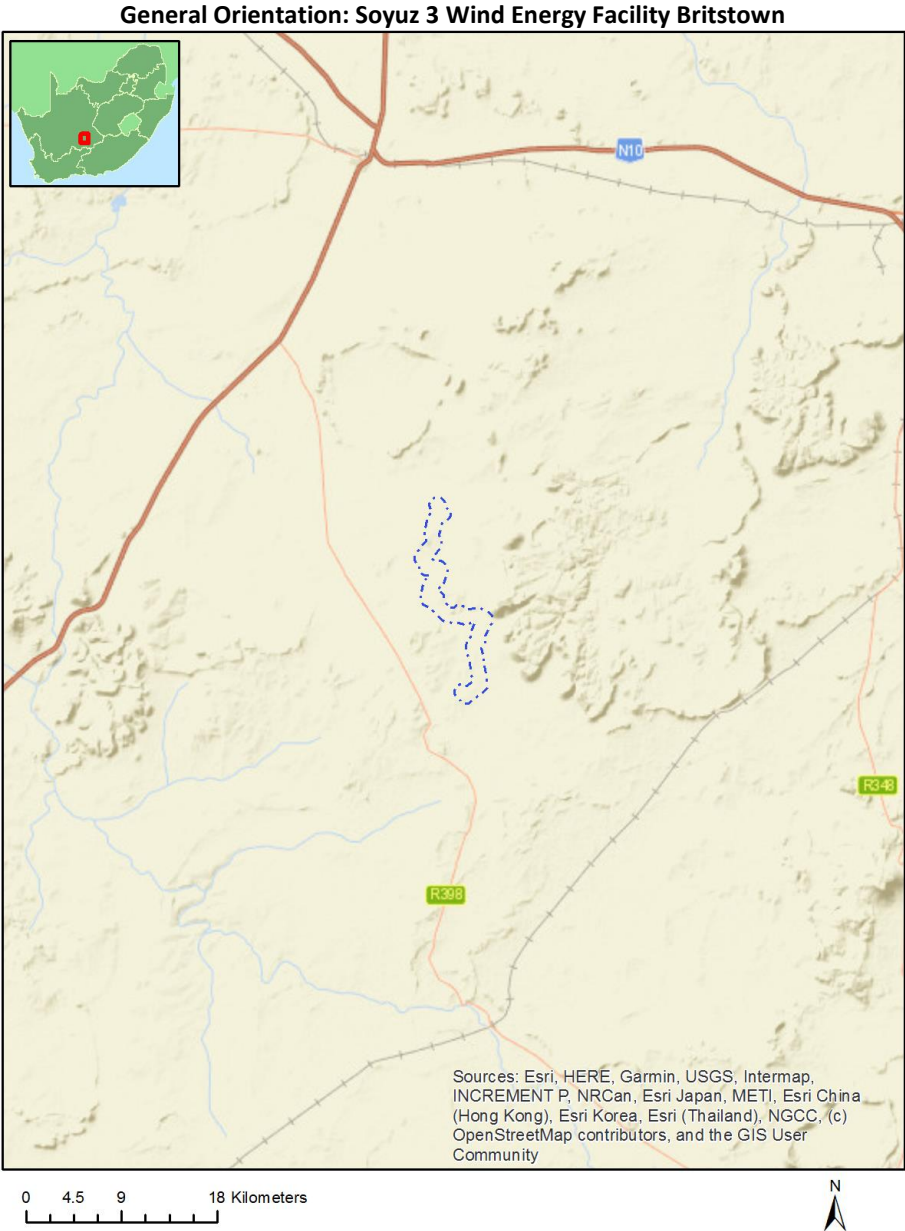 General Orientation: Soyuz 3 Wind Energy Facility Britstown
N10
R348
R398
Sources: Esri, HERE, Garmin, USGS, Intermap,
INCREMENT P, NRCan, Esri Japan, METI, Esri China
(Hong Kong), Esri Korea, Esri (Thailand), NGCC, (c)
OpenStreetMap contributors, and the GIS User
Community
0 4.5 9 18 Kilometers
N